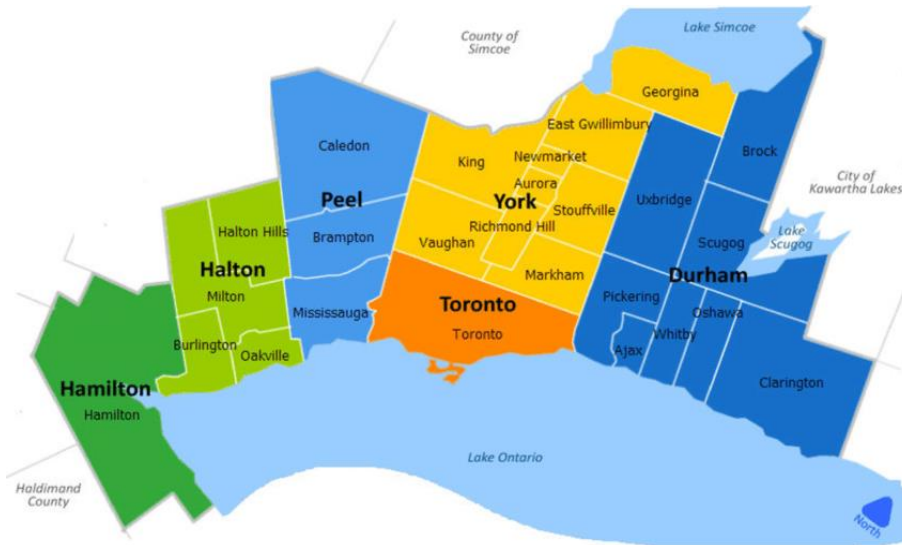 County of
Simcoe
Lake Simcoe
Georgina
East Gwillimbury
Caledon
King
Newmarket
Brock
Aurora
City of
Kawartha Lakes
Peel
York
Stouffville
Uxbridge
Halton Hills
Brampton
Vaughan
Richmond Hill
Scugog
Lake
Scugog
Halton
Markham
Durham
Milton
Mississauga
Toronto
Pickering
Oshawa
Toronto
Whitby
Burlington
Oakville
Ajax
Clarington
Hamilton
Hamilton
Lake Ontario
Haldimand
County
North